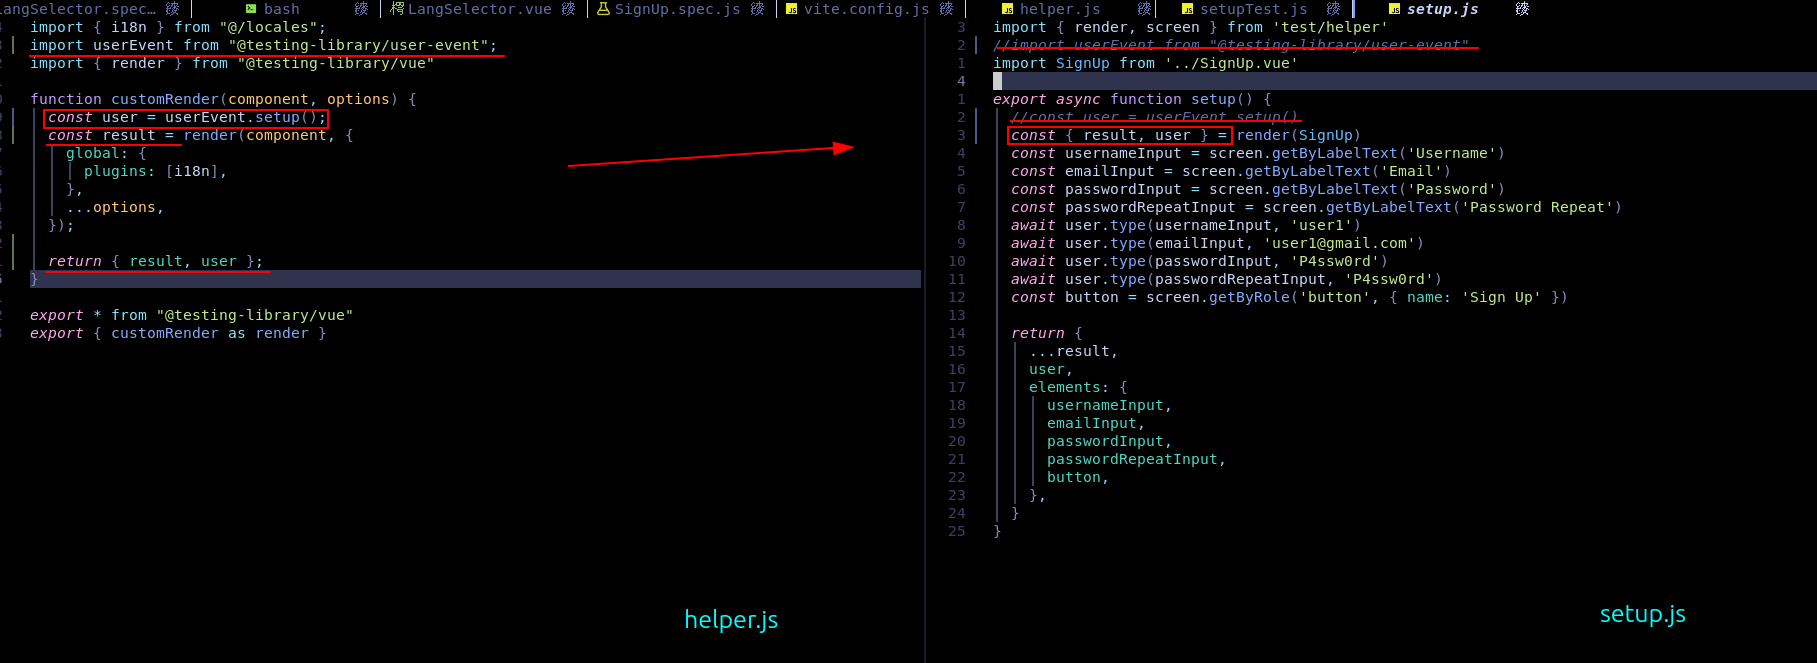 LangSelector.spec… bash LangSelector.vue SignUp.spec.js vite.config.js helper.js setupTest.js setup.js
import { i18n } from "@/locales";
import userEvent from "@testing-library/user-event";
import { render } from "@testing-library/vue"
function customRender(component, options) {
const user = userEvent.setup();
const result = render(component, {
global: {
plugins: [i18n],
},
...options,
});
return { result, user };
}
export * from "@testing-library/vue"
export { customRender as render }
helper.js
3 import { render, screen } from 'test/helper'
2 //import userEvent from "@testing-library/user-event"
1 import SignUp from '../SignUp.vue'
4
1 export async function setup() {
2 //const user = userEvent.setup()
3 const { result, user } = render(SignUp)
4 const usernameInput = screen.getByLabelText('Username')
5 const emailInput = screen.getByLabelText('Email')
6 const passwordInput = screen.getByLabelText('Password')
7 const passwordRepeatInput = screen.getByLabelText('Password Repeat')
8 await user.type(usernameInput, 'user1')
9 await user.type(emailInput, 'user1@gmail.com')
10 await user.type(passwordInput, 'P4ssw0rd')
11 await user.type(passwordRepeatInput, 'P4ssw0rd')
12 const button = screen.getByRole('button', { name: 'Sign Up' })
13
14 return {
15 ...result,
16 user,
17 elements: {
18 usernameInput,
19 emailInput,
20 passwordInput,
21 passwordRepeatInput,
22 button,
23 },
24 }
25 }
setup.js